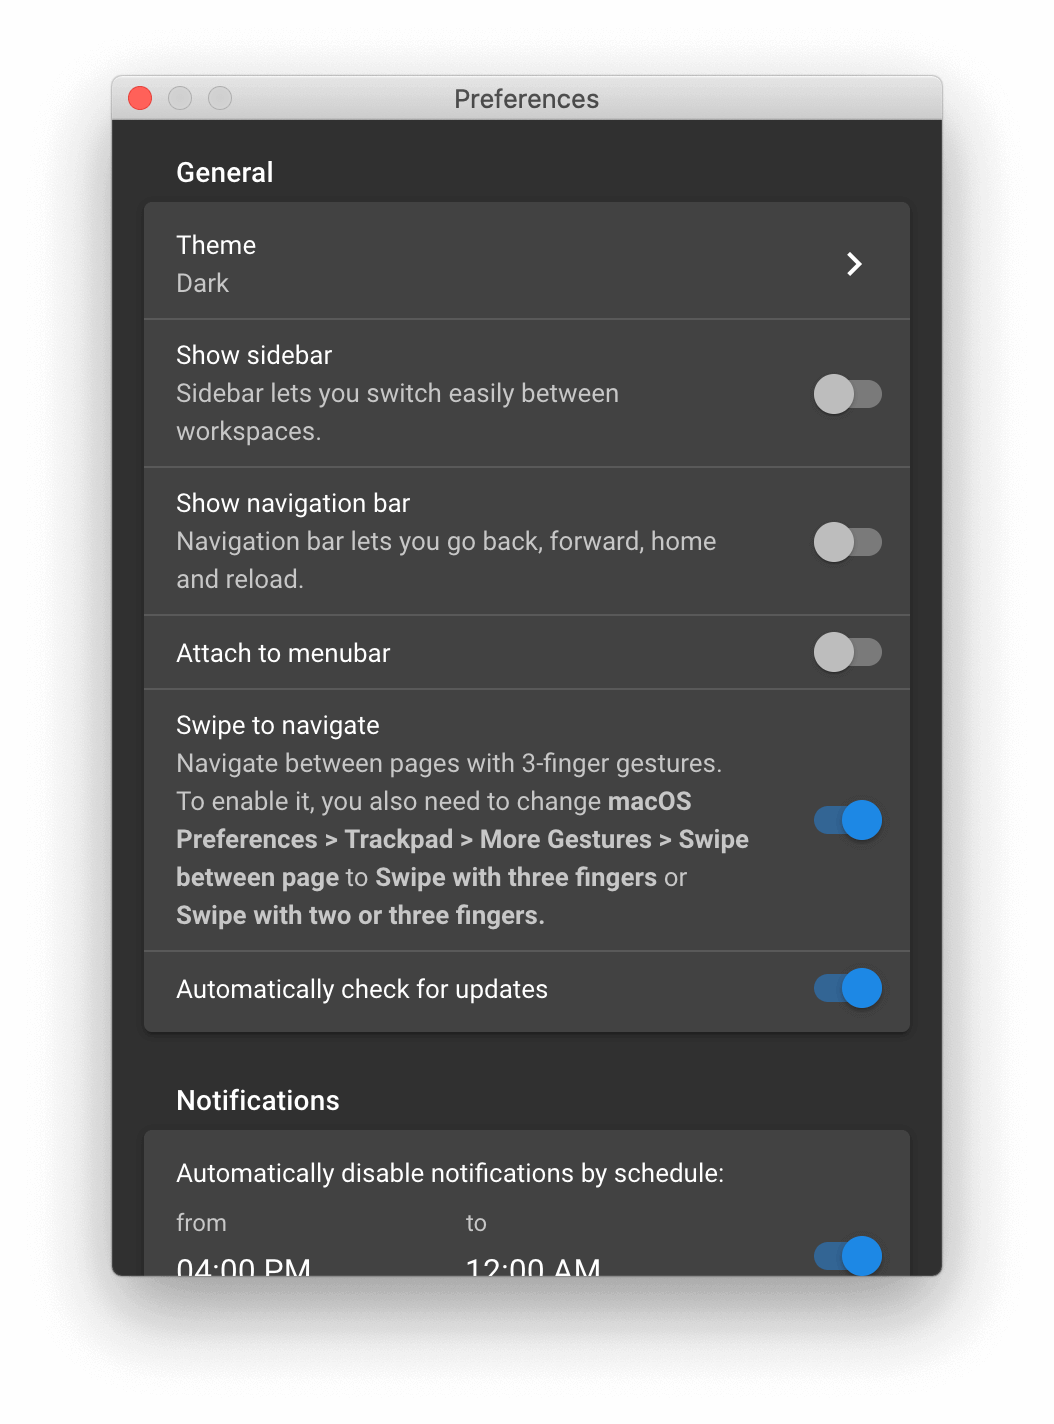 Preferences
General
Theme
Dark
Show sidebar
Sidebar lets you switch easily between
workspaces.
Show navigation bar
Navigation bar lets you go back, forward, home
and reload.
Attach to menubar
Swipe to navigate
Navigate between pages with 3-finger gestures.
To enable it, you also need to change macOS
Preferences > Trackpad > More Gestures > Swipe
between page to Swipe with three fingers or
Swipe with two or three fingers.
Automatically check for updates
Notifications
Automatically disable notifications by schedule:
from to
04:00 PM 12:00 AM